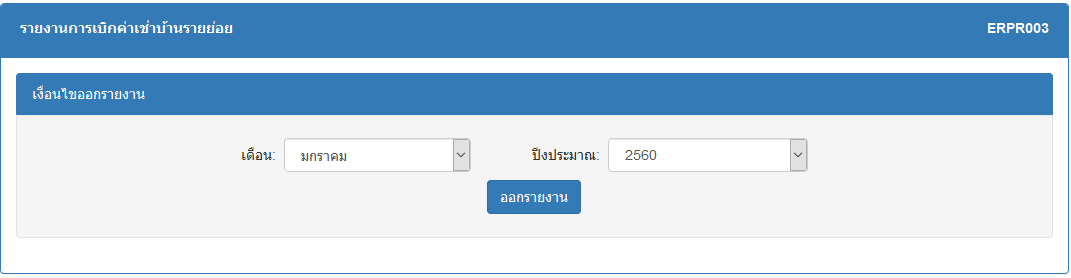 รายงานการเบิกค่าเช่าบ้านรายย่อย ERPR003
เงื่อนไขออกรายงาน
เดือน: มกราคม ปีงประมาณ: 2560
ออกรายงาน